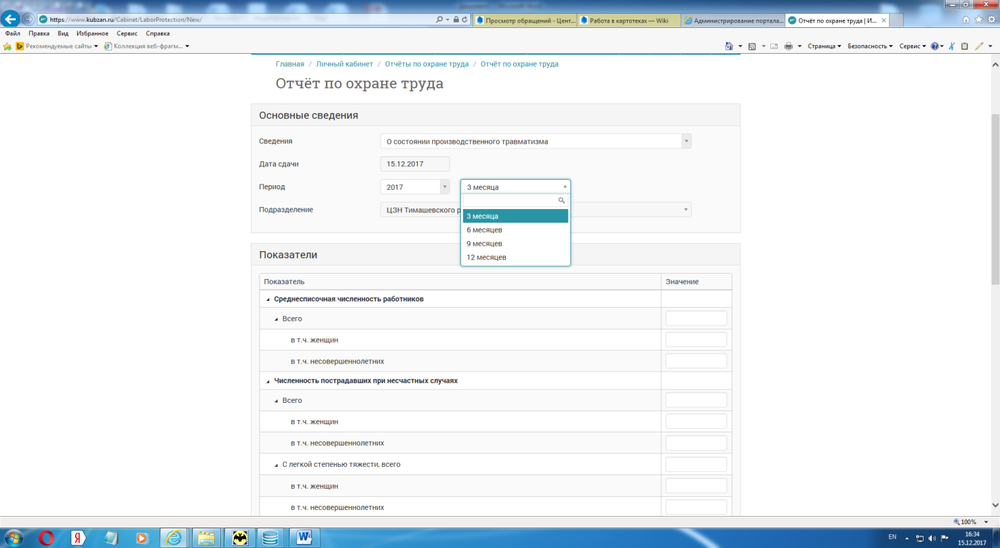 https://www.kubzan.ru/Cabinet/LaborProtection/New/
Просмотр обращений - Цент...
Работа в картотеках — Wiki
Администрирование портала...
Отчёт по охране труда | И...
Файл Правка Вид Избранное Сервис Справка
Рекомендуемые сайты
Коллекция веб-фрагм...
Страница
Безопасность
Сервис
Главная / Личный кабинет / Отчёты по охране труда / Отчёт по охране труда
Отчёт по охране труда
Основные сведения
Сведения
О состоянии производственного травматизма
Дата сдачи
15.12.2017
Период
2017
3 месяца
Подразделение
ЦЗН Тимашевского р
3 месяца
6 месяцев
9 месяцев
12 месяцев
Показатели
Показатель
Значение
Среднесписочная численность работников
Всего
в т.ч. женщин
в т.ч. несовершеннолетних
Численность пострадавших при несчастных случаях
Всего
в т.ч. женщин
в т.ч. несовершеннолетних
С легкой степенью тяжести, всего
в т.ч. женщин
в т.ч. несовершеннолетних
100%
EN
16:34
15.12.2017